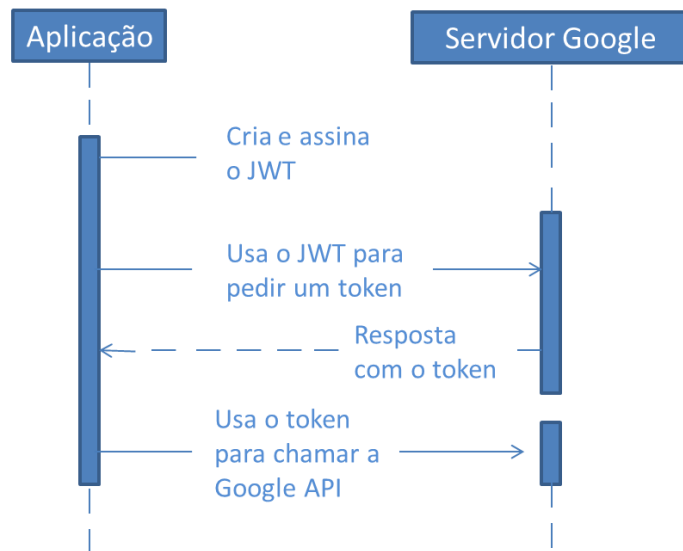 Aplicação
Servidor Google
Cria e assina
o JWT
Usa o JWT para
pedir um token
Resposta
com o token
Usa o token
para chamar a
Google API